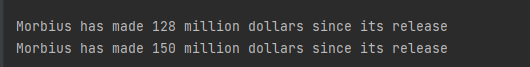 Morbius has made 128 million dollars since its release
Morbius has made 150 million dollars since its release